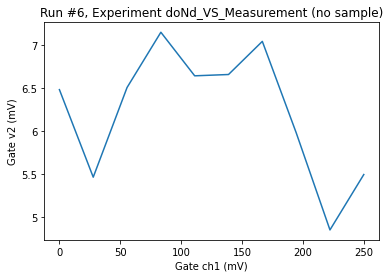 Run #6, Experiment doNd_VS_Measurement (no sample)
7
6.5
6
5.5
5
Gate v2 (mV)
0 50 100 150 200 250
Gate ch1 (mV)